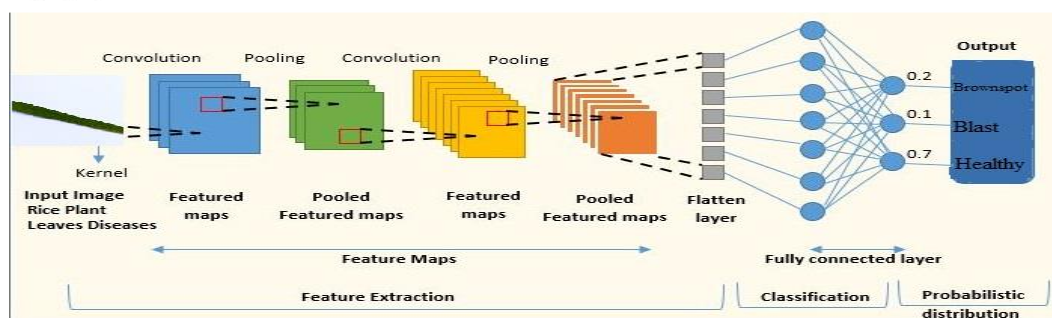 Convolution
Pooling
Convolution
Pooling
Output
0.2
Brownspot
0.1
Blast
0.7
Healthy
Kernel
Input Image
Rice Plant
Leaves Diseases
Featured
maps
Pooled
Featured maps
Featured
maps
Pooled
Featured maps
Flatten
layer
Feature Maps
Fully connected layer
Feature Extraction
Classification
Probabilistic
distribution